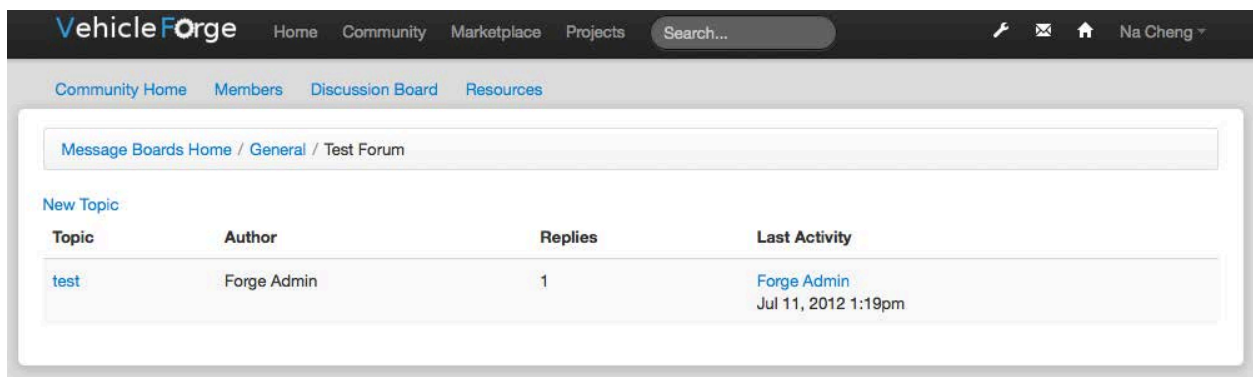 VehicleForge Home Community Marketplace Projects Search... Na Cheng
Community Home Members Discussion Board Resources
Message Boards Home / General / Test Forum
New Topic
Topic Author Replies Last Activity
test Forge Admin 1 Forge Admin
Jul 11, 2012 1:19pm